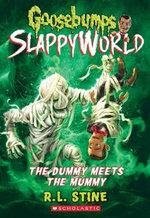 Goosebumps
SLAPPYWORLD
THE DUMMY MEETS
THE MUMMY
R.L. STINE
SCHOLASTIC